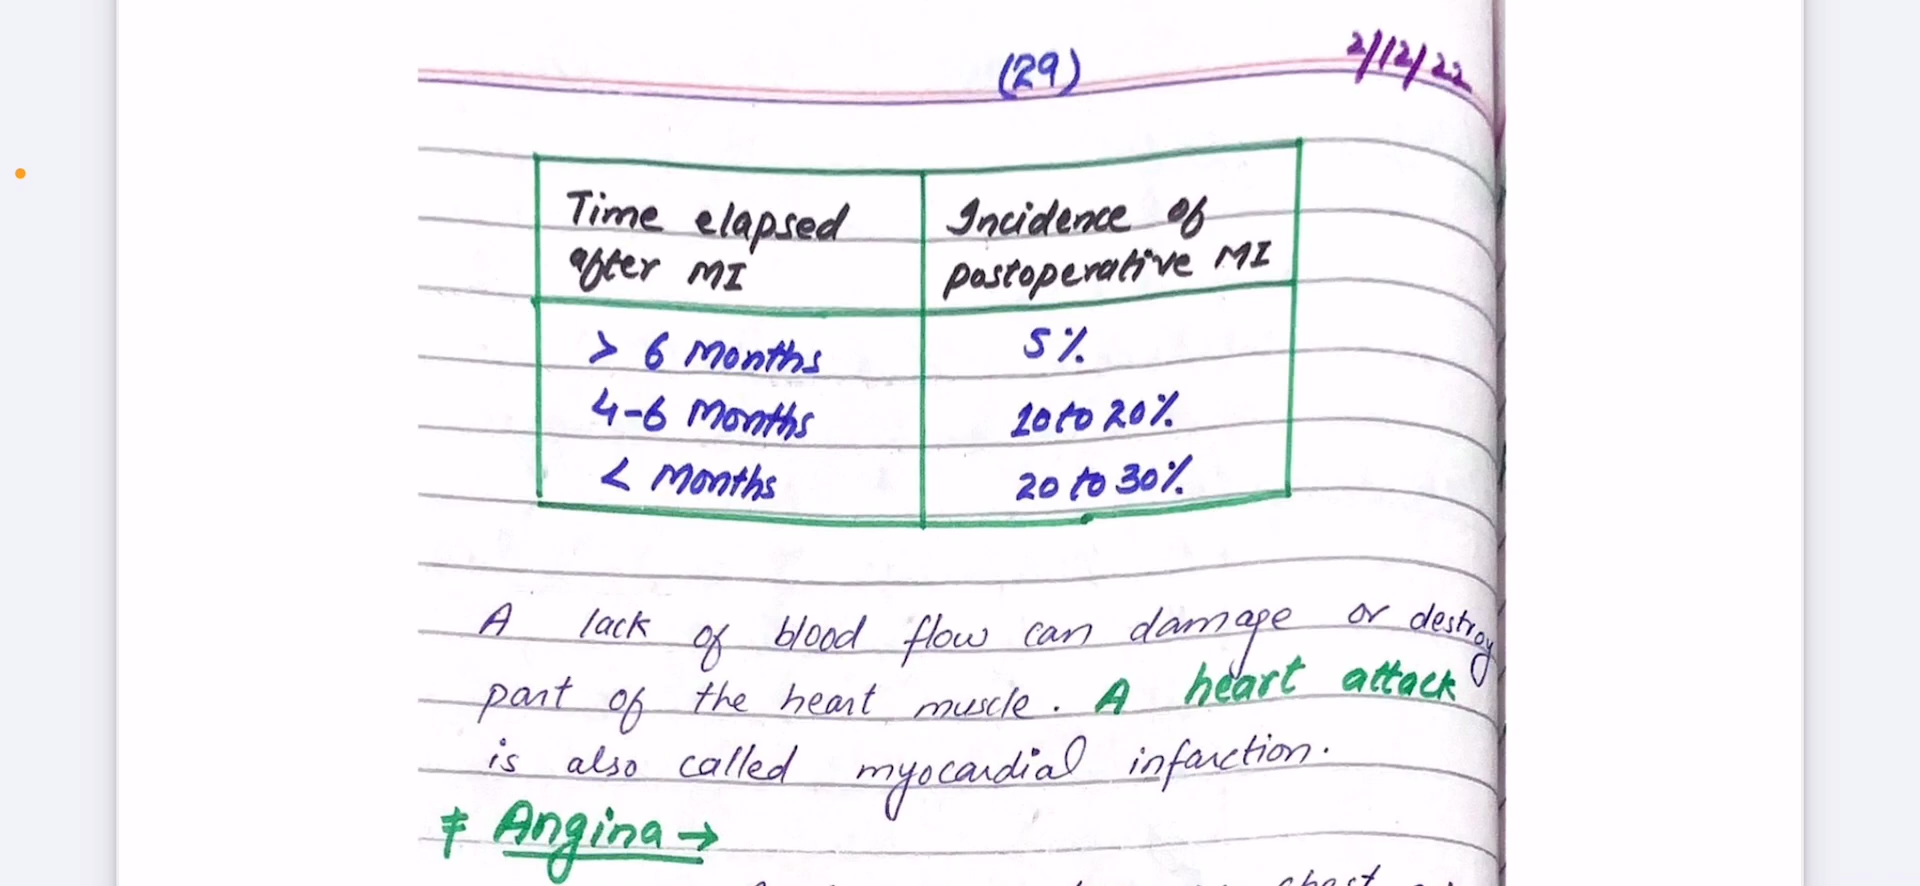 (29)
2/12/22
Time elapsed after MI | Incidence of postoperative MI
> 6 Months | 5%
4-6 Months | 10 to 20%
< Months | 20 to 30%
A lack of blood flow can damage or destroy
part of the heart muscle. A heart attack
is also called myocardial infarction.
* Angina →
chest